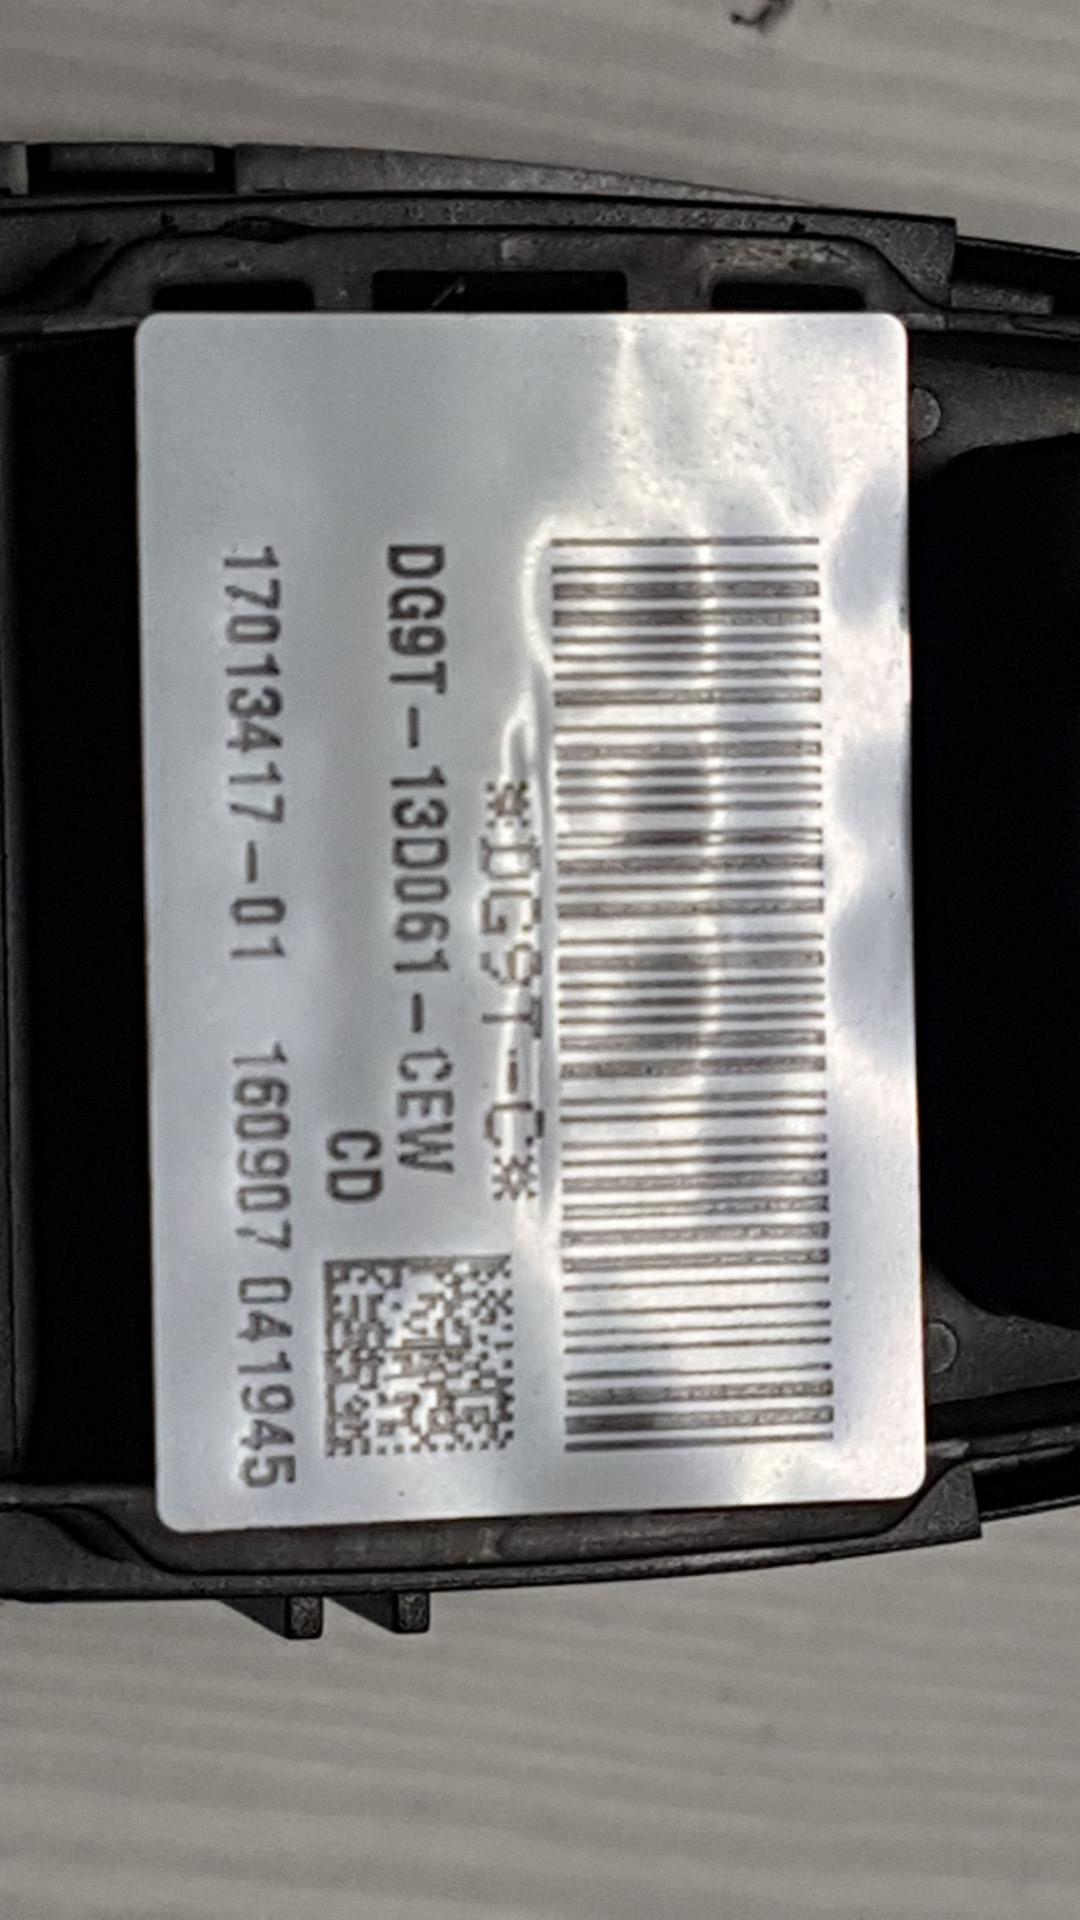 *DG9T-C*
DG9T-13D061-CEW
CD
17013417-01 160907 041945